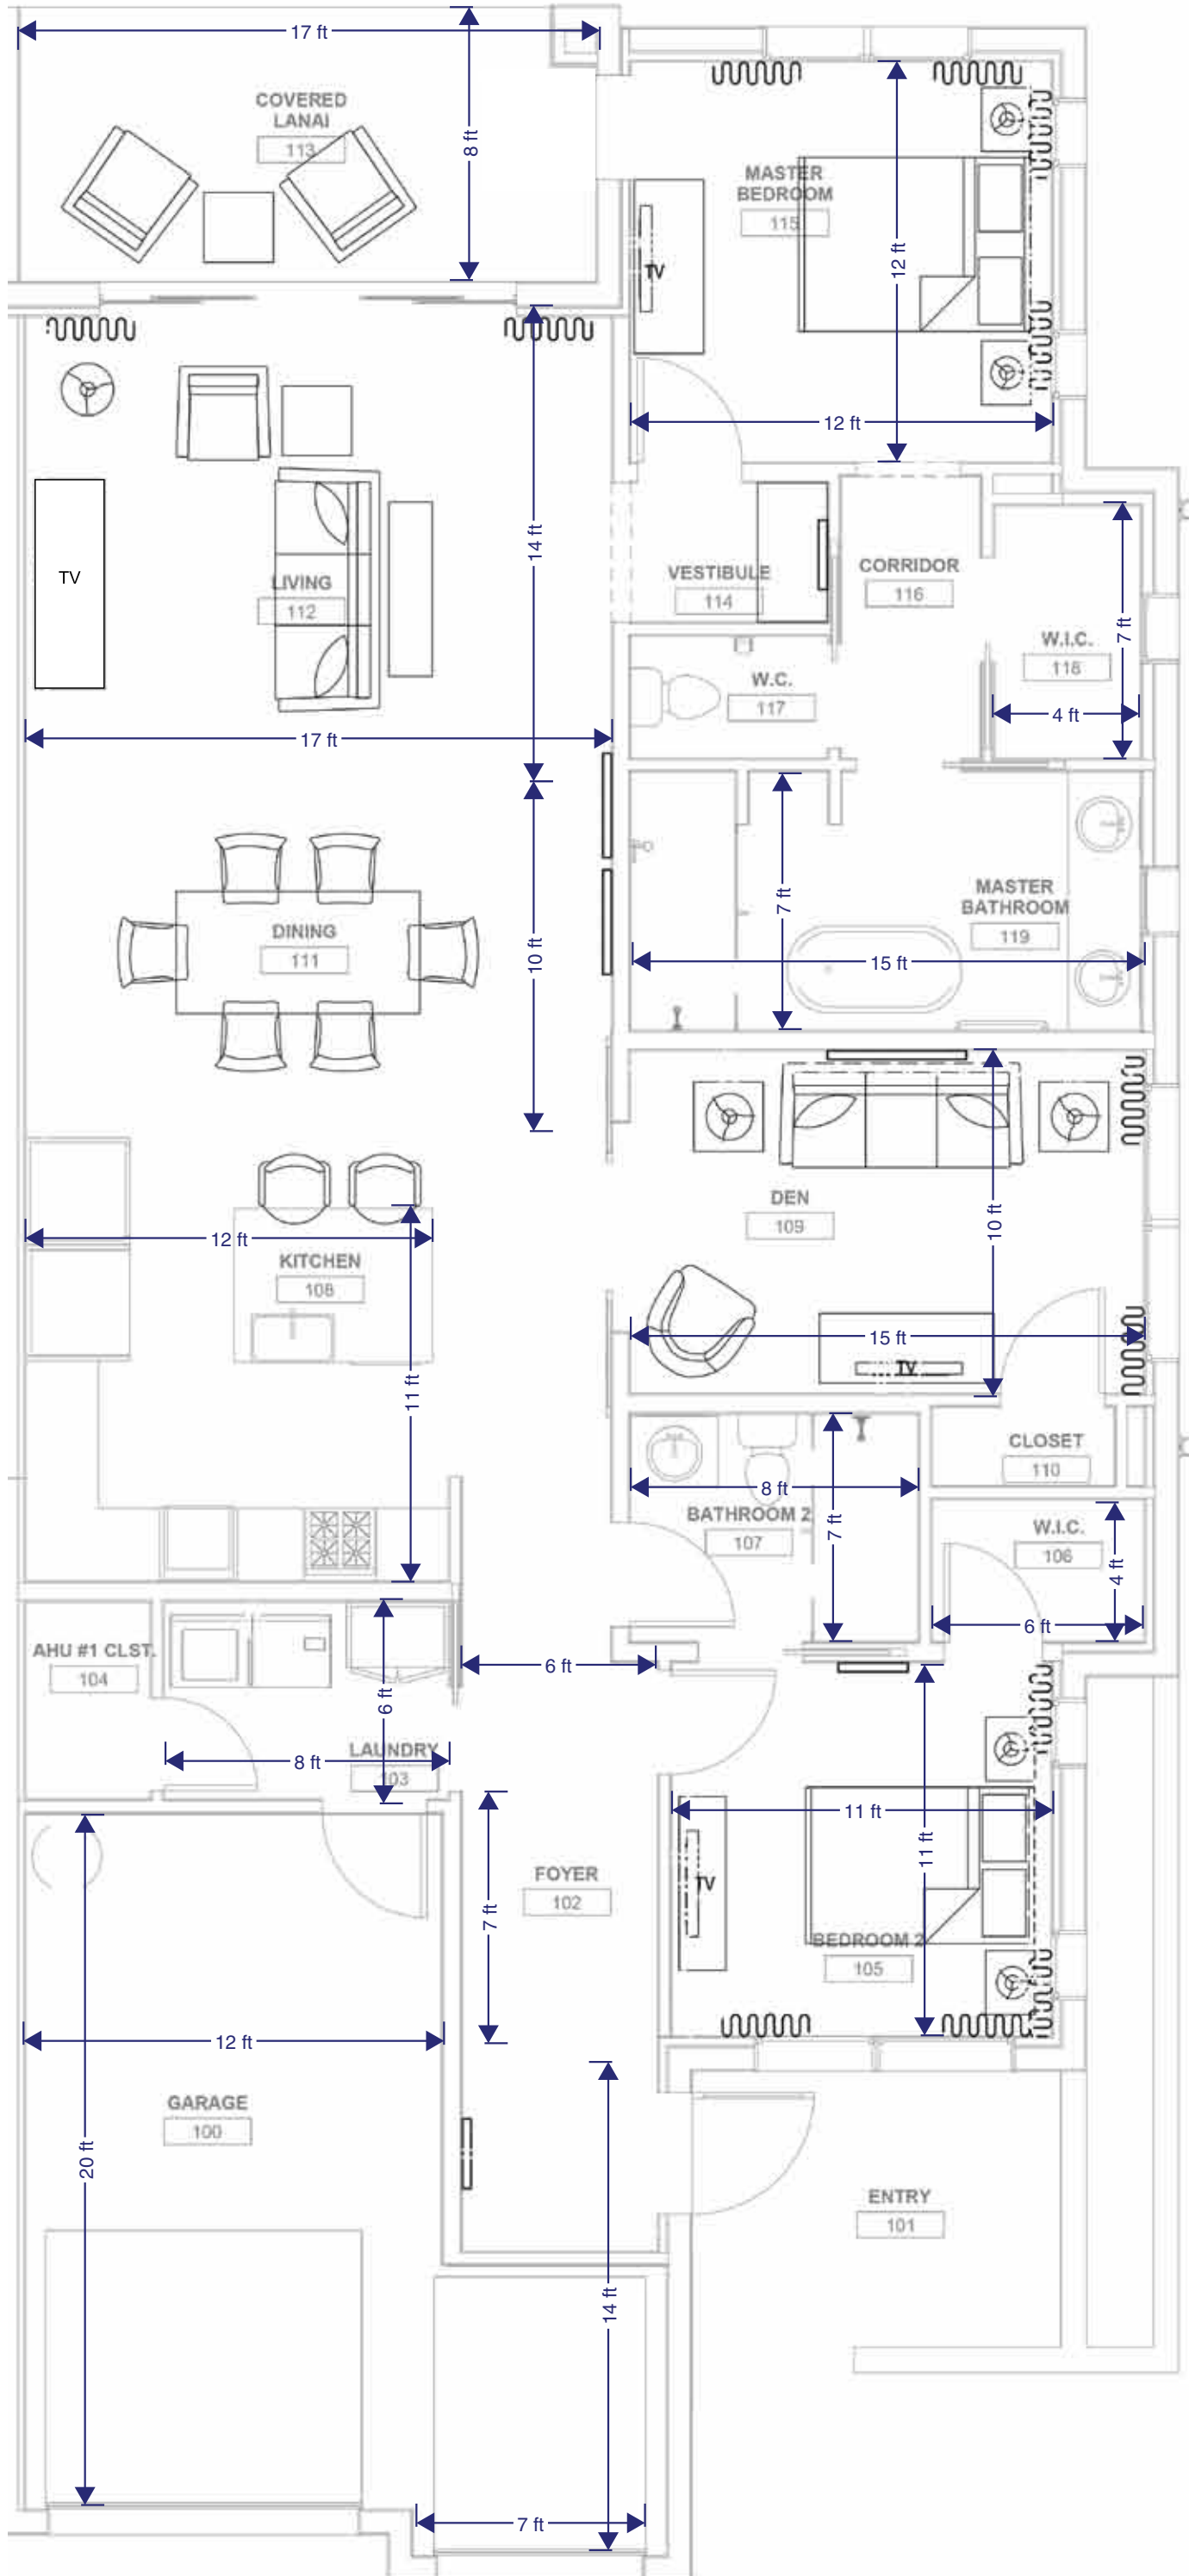 17 ft
COVERED
LANAI
113
8 ft
MASTER
BEDROOM
115
TV
12 ft
12 ft
14 ft
TV
LIVING
112
VESTIBULE
114
CORRIDOR
116
W.I.C.
118
7 ft
4 ft
W.C.
117
17 ft
7 ft
MASTER
BATHROOM
119
15 ft
DINING
111
10 ft
DEN
109
10 ft
12 ft
KITCHEN
108
15 ft
TV
11 ft
CLOSET
110
8 ft
BATHROOM 2
107
7 ft
W.I.C.
106
4 ft
6 ft
AHU #1 CLST.
104
6 ft
6 ft
LAUNDRY
103
8 ft
11 ft
11 ft
TV
BEDROOM 2
105
FOYER
102
7 ft
12 ft
GARAGE
100
20 ft
ENTRY
101
14 ft
7 ft